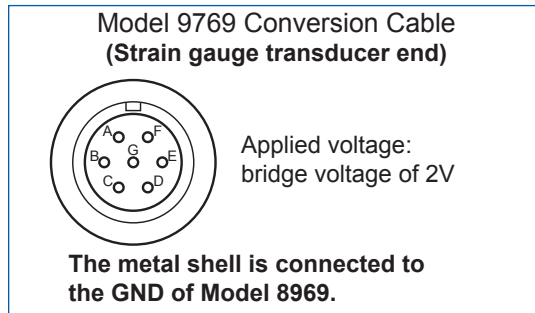 Model 9769 Conversion Cable
(Strain gauge transducer end)
A F
G
B E
C D
Applied voltage:
bridge voltage of 2V
The metal shell is connected to
the GND of Model 8969.